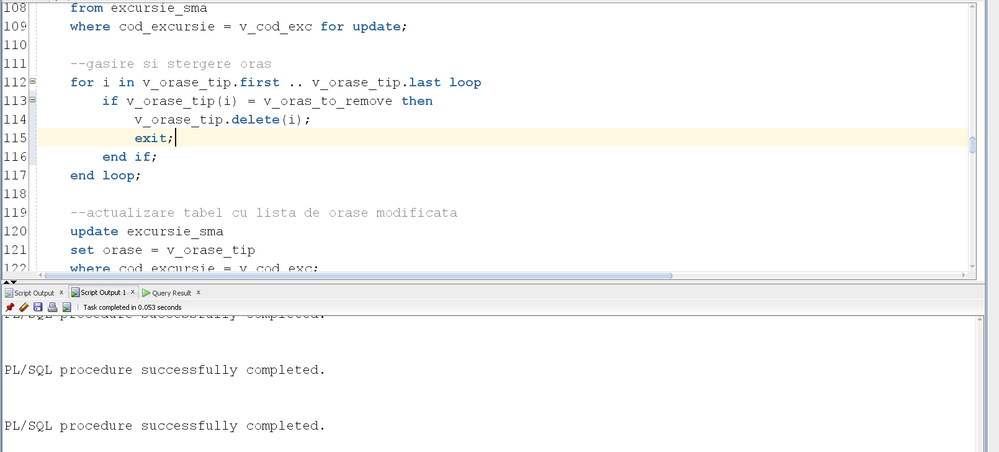 108 from excursie_sma
109 where cod_excursie = v_cod_exc for update;
110
111 --gasire si stergere oras
112 for i in v_orase_tip.first .. v_orase_tip.last loop
113 if v_orase_tip(i) = v_oras_to_remove then
114 v_orase_tip.delete(i);
115 exit;
116 end if;
117 end loop;
118
119 --actualizare tabel cu lista de orase modificata
120 update excursie_sma
121 set orase = v_orase_tip
122 where cod_excursie = v_cod_exc;
Script Output x Script Output 1 x Query Result x
Task completed in 0.053 seconds
PL/SQL procedure successfully completed.
PL/SQL procedure successfully completed.
PL/SQL procedure successfully completed.